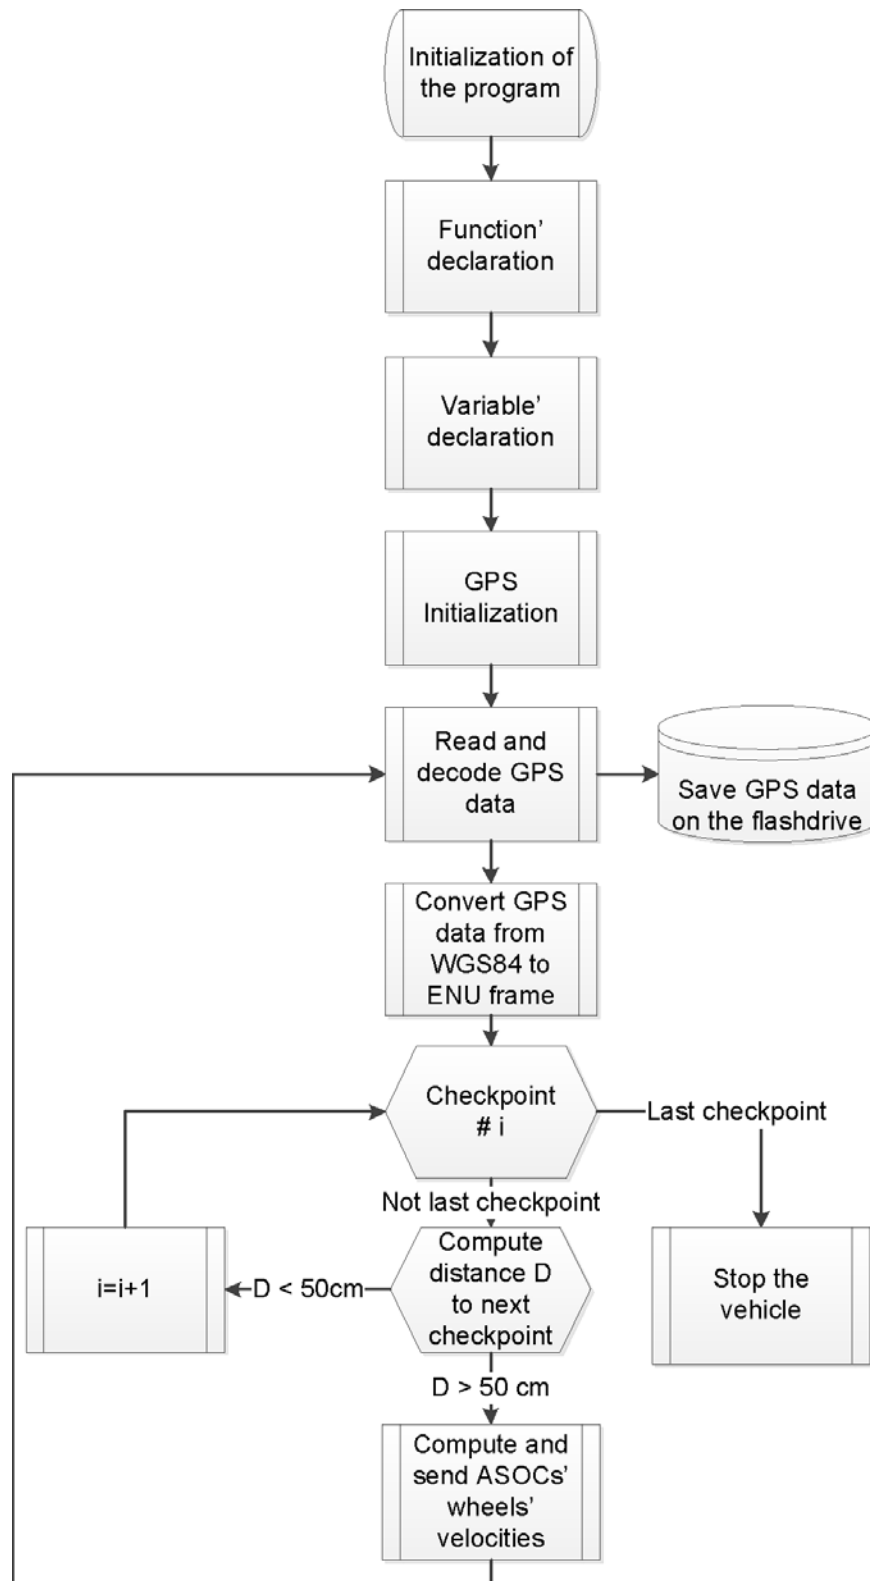 Initialization of
the program
Function'
declaration
Variable'
declaration
GPS
Initialization
Read and
decode GPS
data
Save GPS data
on the flashdrive
Convert GPS
data from
WGS84 to
ENU frame
Checkpoint
# i
Last checkpoint
Not last checkpoint
Compute
distance D
to next
checkpoint
D < 50cm
i=i+1
Stop the
vehicle
D > 50 cm
Compute and
send ASOCs'
wheels'
velocities